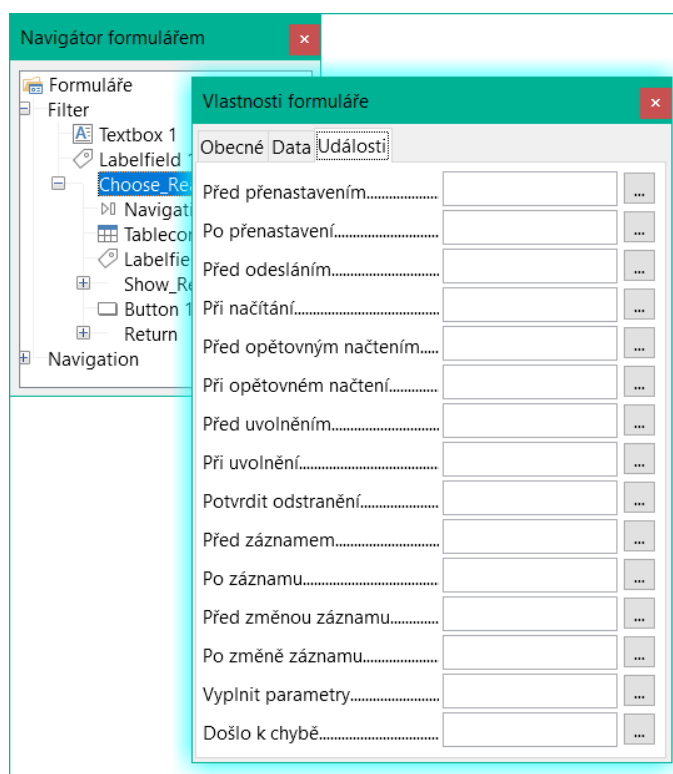 Navigátor formulářem
Formuláře
Filter
Textbox 1
Labelfield
Choose_Re
Navigati
Tablecor
Labelfie
Show_Re
Button 1
Return
Navigation
Vlastnosti formuláře
Obecné Data Události
Před přenastavením.....................
Po přenastavení.............................
Před odesláním..............................
Při načítání.....................................
Před opětovným načtením.....
Při opětovném načtení..............
Před uvolněním............................
Při uvolnění...................................
Potvrdit odstranění.....................
Před záznamem............................
Po záznamu...................................
Před změnou záznamu..............
Po změně záznamu.....................
Vyplnit parametry........................
Došlo k chybě...............................